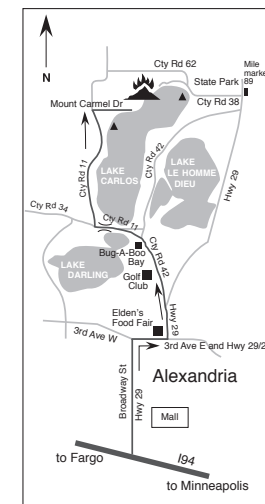 Cty Rd 62
Mile
marke
89
State Park
N
Mount Carmel Dr
Cty Rd 38
Cty Rd 11
LAKE
CARLOS
Cty Rd 42
LAKE
LE HOMME
DIEU
Hwy 29
Cty Rd 34
Cty Rd 11
Bug-A-Boo
Bay
Cty Rd 42
LAKE
DARLING
Golf
Club
Elden's
Food Fair
Hwy 29
3rd Ave W
3rd Ave E and Hwy 29/2
Broadway St
Hwy 29
Alexandria
Mall
to Fargo
I94
to Minneapolis